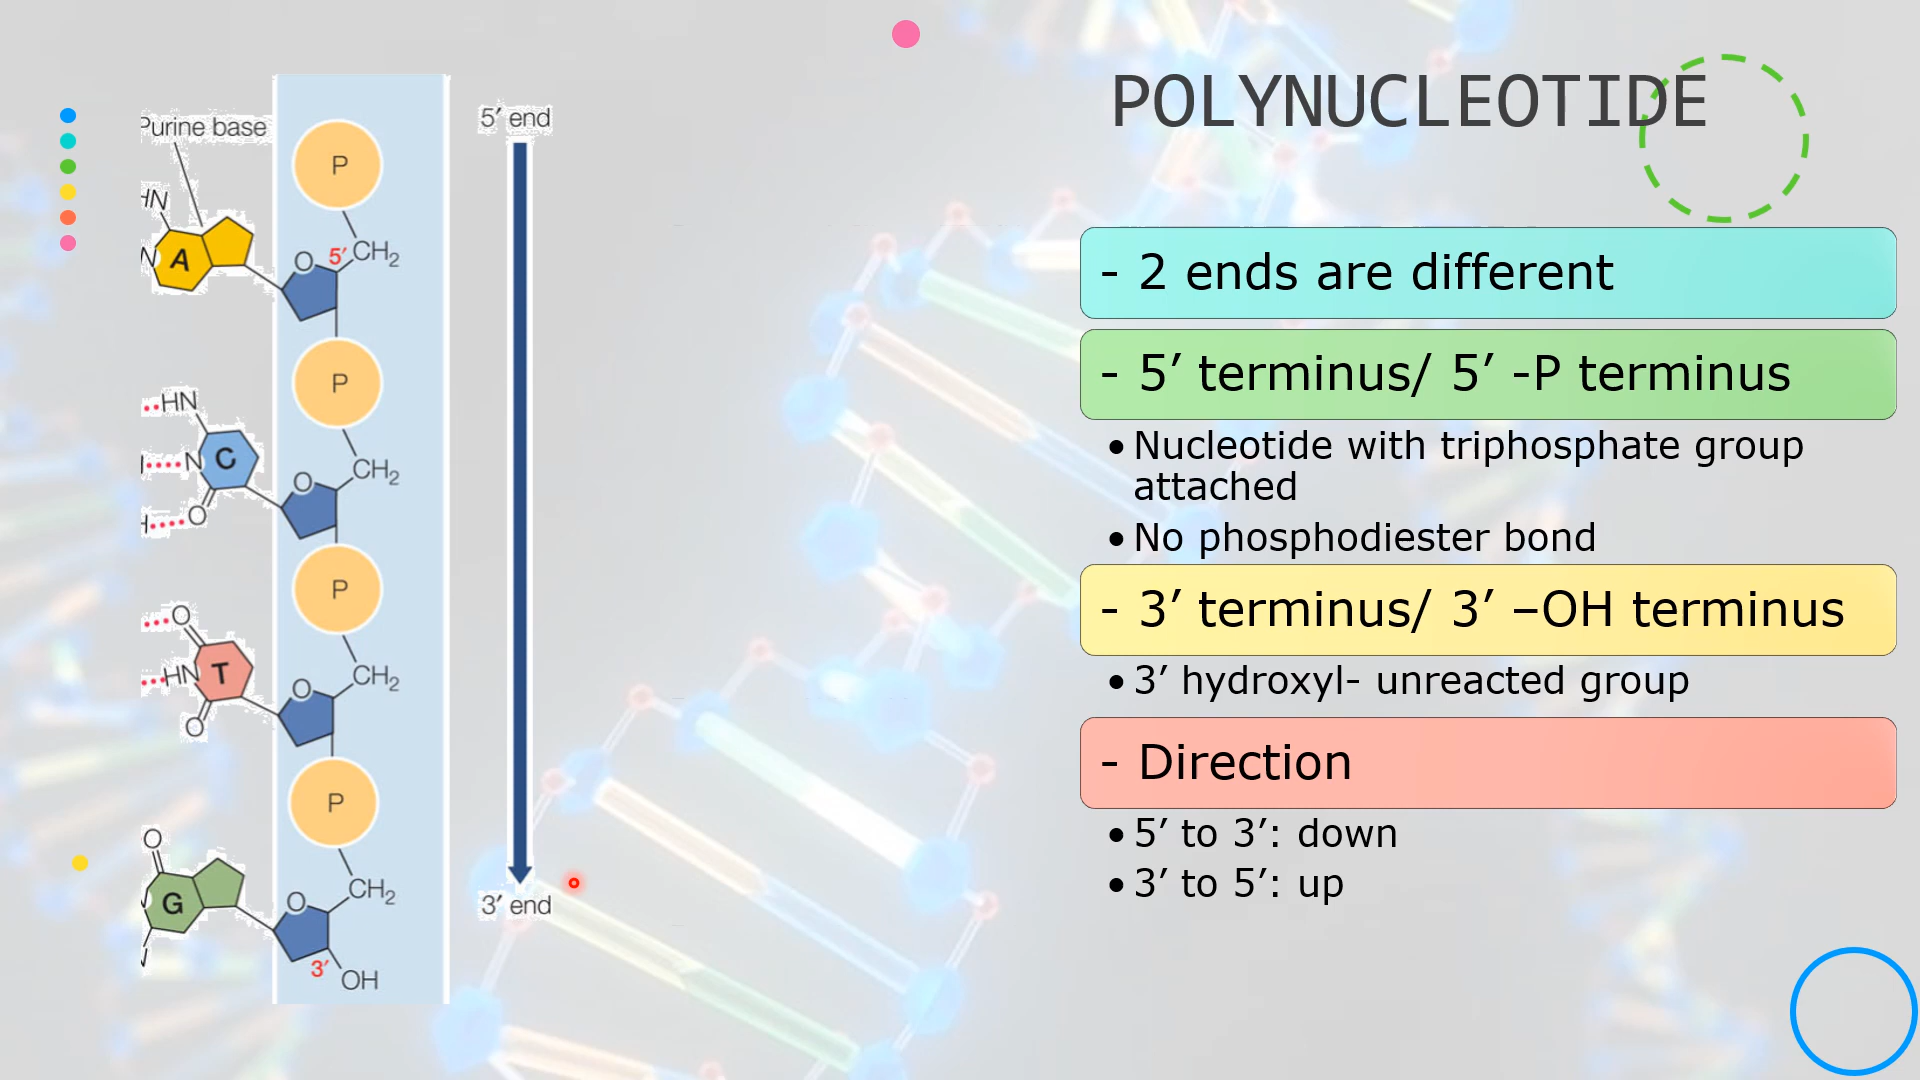 POLYNUCLEOTIDE
- 2 ends are different
- 5′ terminus/ 5′ -P terminus
• Nucleotide with triphosphate group
attached
• No phosphodiester bond
- 3′ terminus/ 3′ –OH terminus
• 3′ hydroxyl- unreacted group
- Direction
• 5′ to 3′: down
• 3′ to 5′: up
Purine base
5′ end
P
HN
N
A
O
5′
CH2
P
HN
N
C
O
O
CH2
P
O
HN
T
O
O
CH2
P
O
G
O
CH2
3′
OH
3′ end